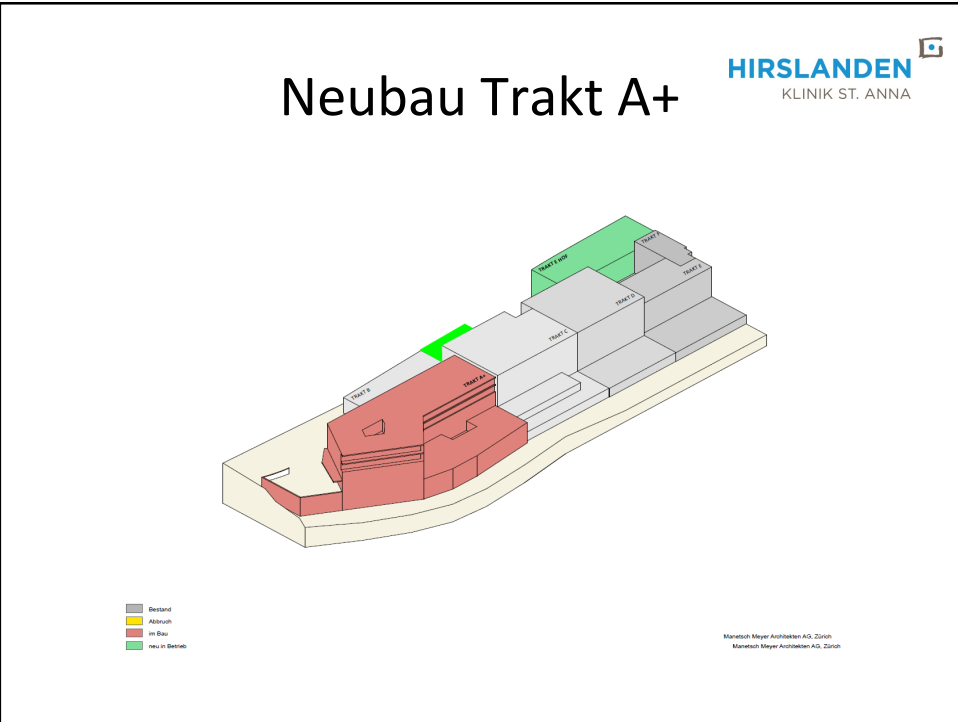 HIRSLANDEN
KLINIK ST. ANNA
Neubau Trakt A+
TRAKT E HOF
TRAKT F
TRAKT E
TRAKT D
TRAKT C
TRAKT A+
TRAKT B
Bestand
Abbruch
im Bau
neu in Betrieb
Manetsch Meyer Architekten AG, Zürich
Manetsch Meyer Architekten AG, Zürich